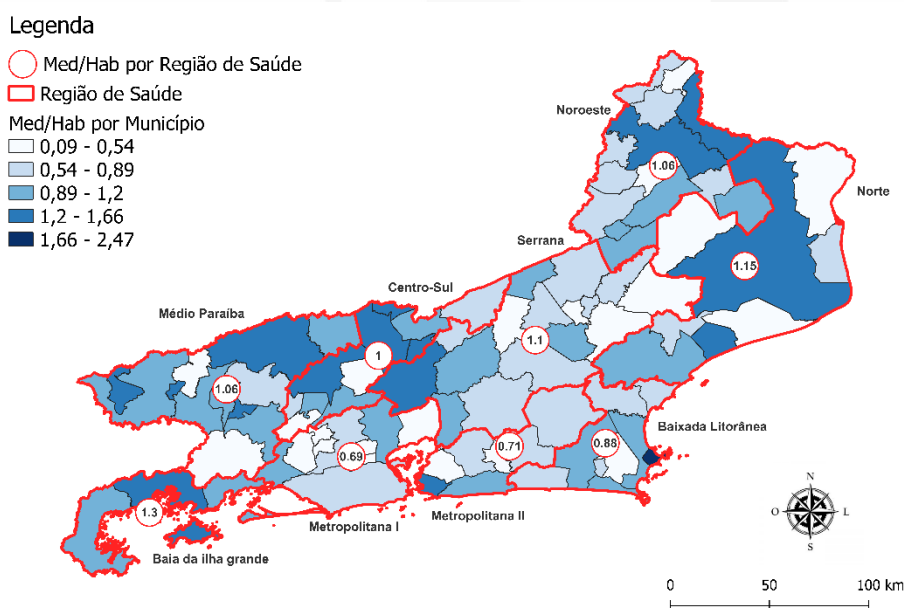 Legenda
Med/Hab por Região de Saúde
Região de Saúde
Med/Hab por Município
0,09 - 0,54
0,54 - 0,89
0,89 - 1,2
1,2 - 1,66
1,66 - 2,47
Noroeste
1.06
Norte
Serrana
1.15
Centro-Sul
Médio Paraíba
1.1
1
1.06
Baixada Litorânea
0.88
0.71
0.69
1.3
Metropolitana I
Metropolitana II
Baia da ilha grande
N
O
L
S
0
50
100 km